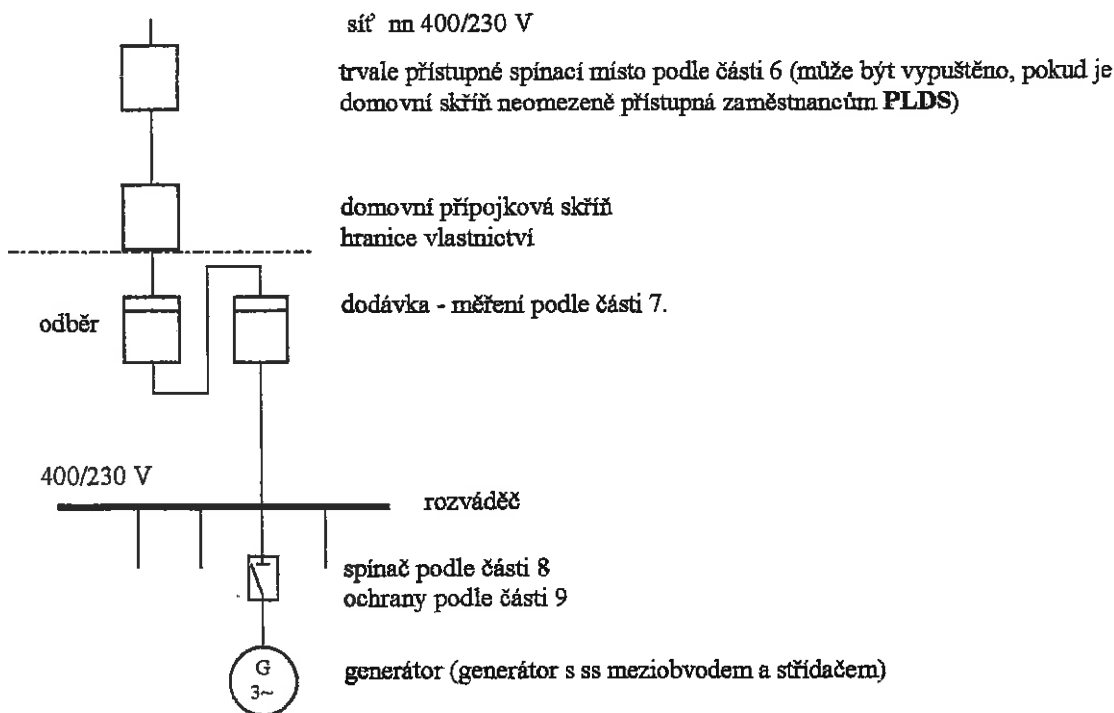 síť nn 400/230 V
trvale přístupné spínací místo podle části 6 (může být vypuštěno, pokud je
domovní skříň neomezeně přístupná zaměstnancům PLDS)
domovní přípojková skříň
hranice vlastnictví
odběr
dodávka - měření podle části 7.
400/230 V
rozváděč
spínač podle části 8
ochrany podle části 9
G
3~
generátor (generátor s ss meziobvodem a střídačem)